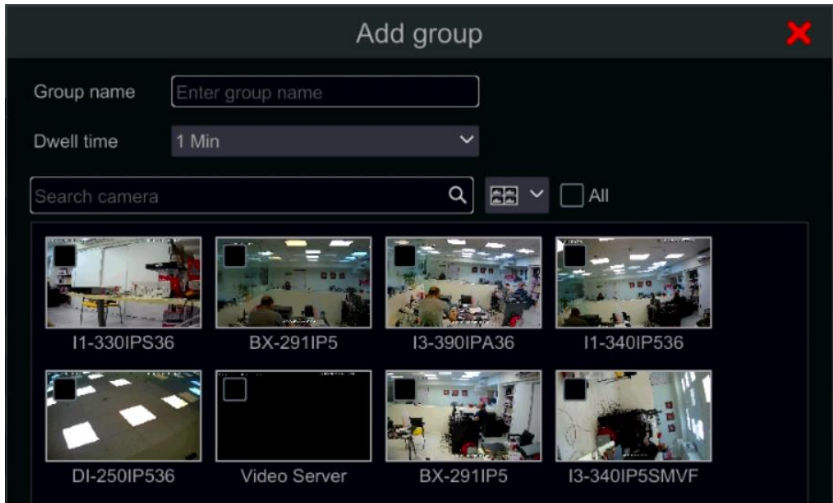 Add group
Group name Enter group name
Dwell time 1 Min
Search camera All
I1-330IPS36 BX-291IP5 I3-390IPA36 I1-340IP536
DI-250IP536 Video Server BX-291IP5 I3-340IP5SMVF